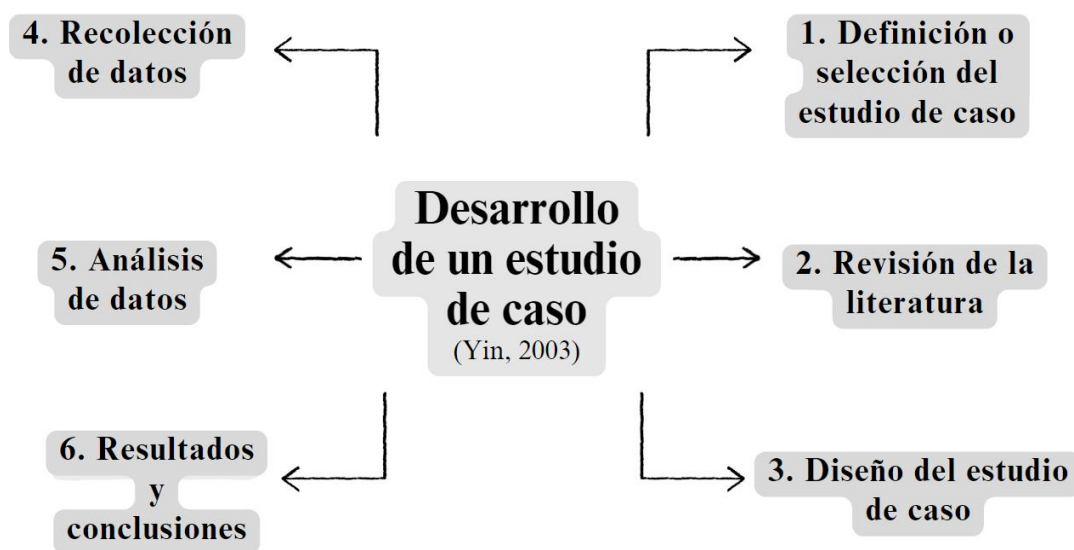 Desarrollo
de un estudio
de caso
(Yin, 2003)
1. Definición o
selección del
estudio de caso
2. Revisión de la
literatura
3. Diseño del estudio
de caso
4. Recolección
de datos
5. Análisis
de datos
6. Resultados
y
conclusiones